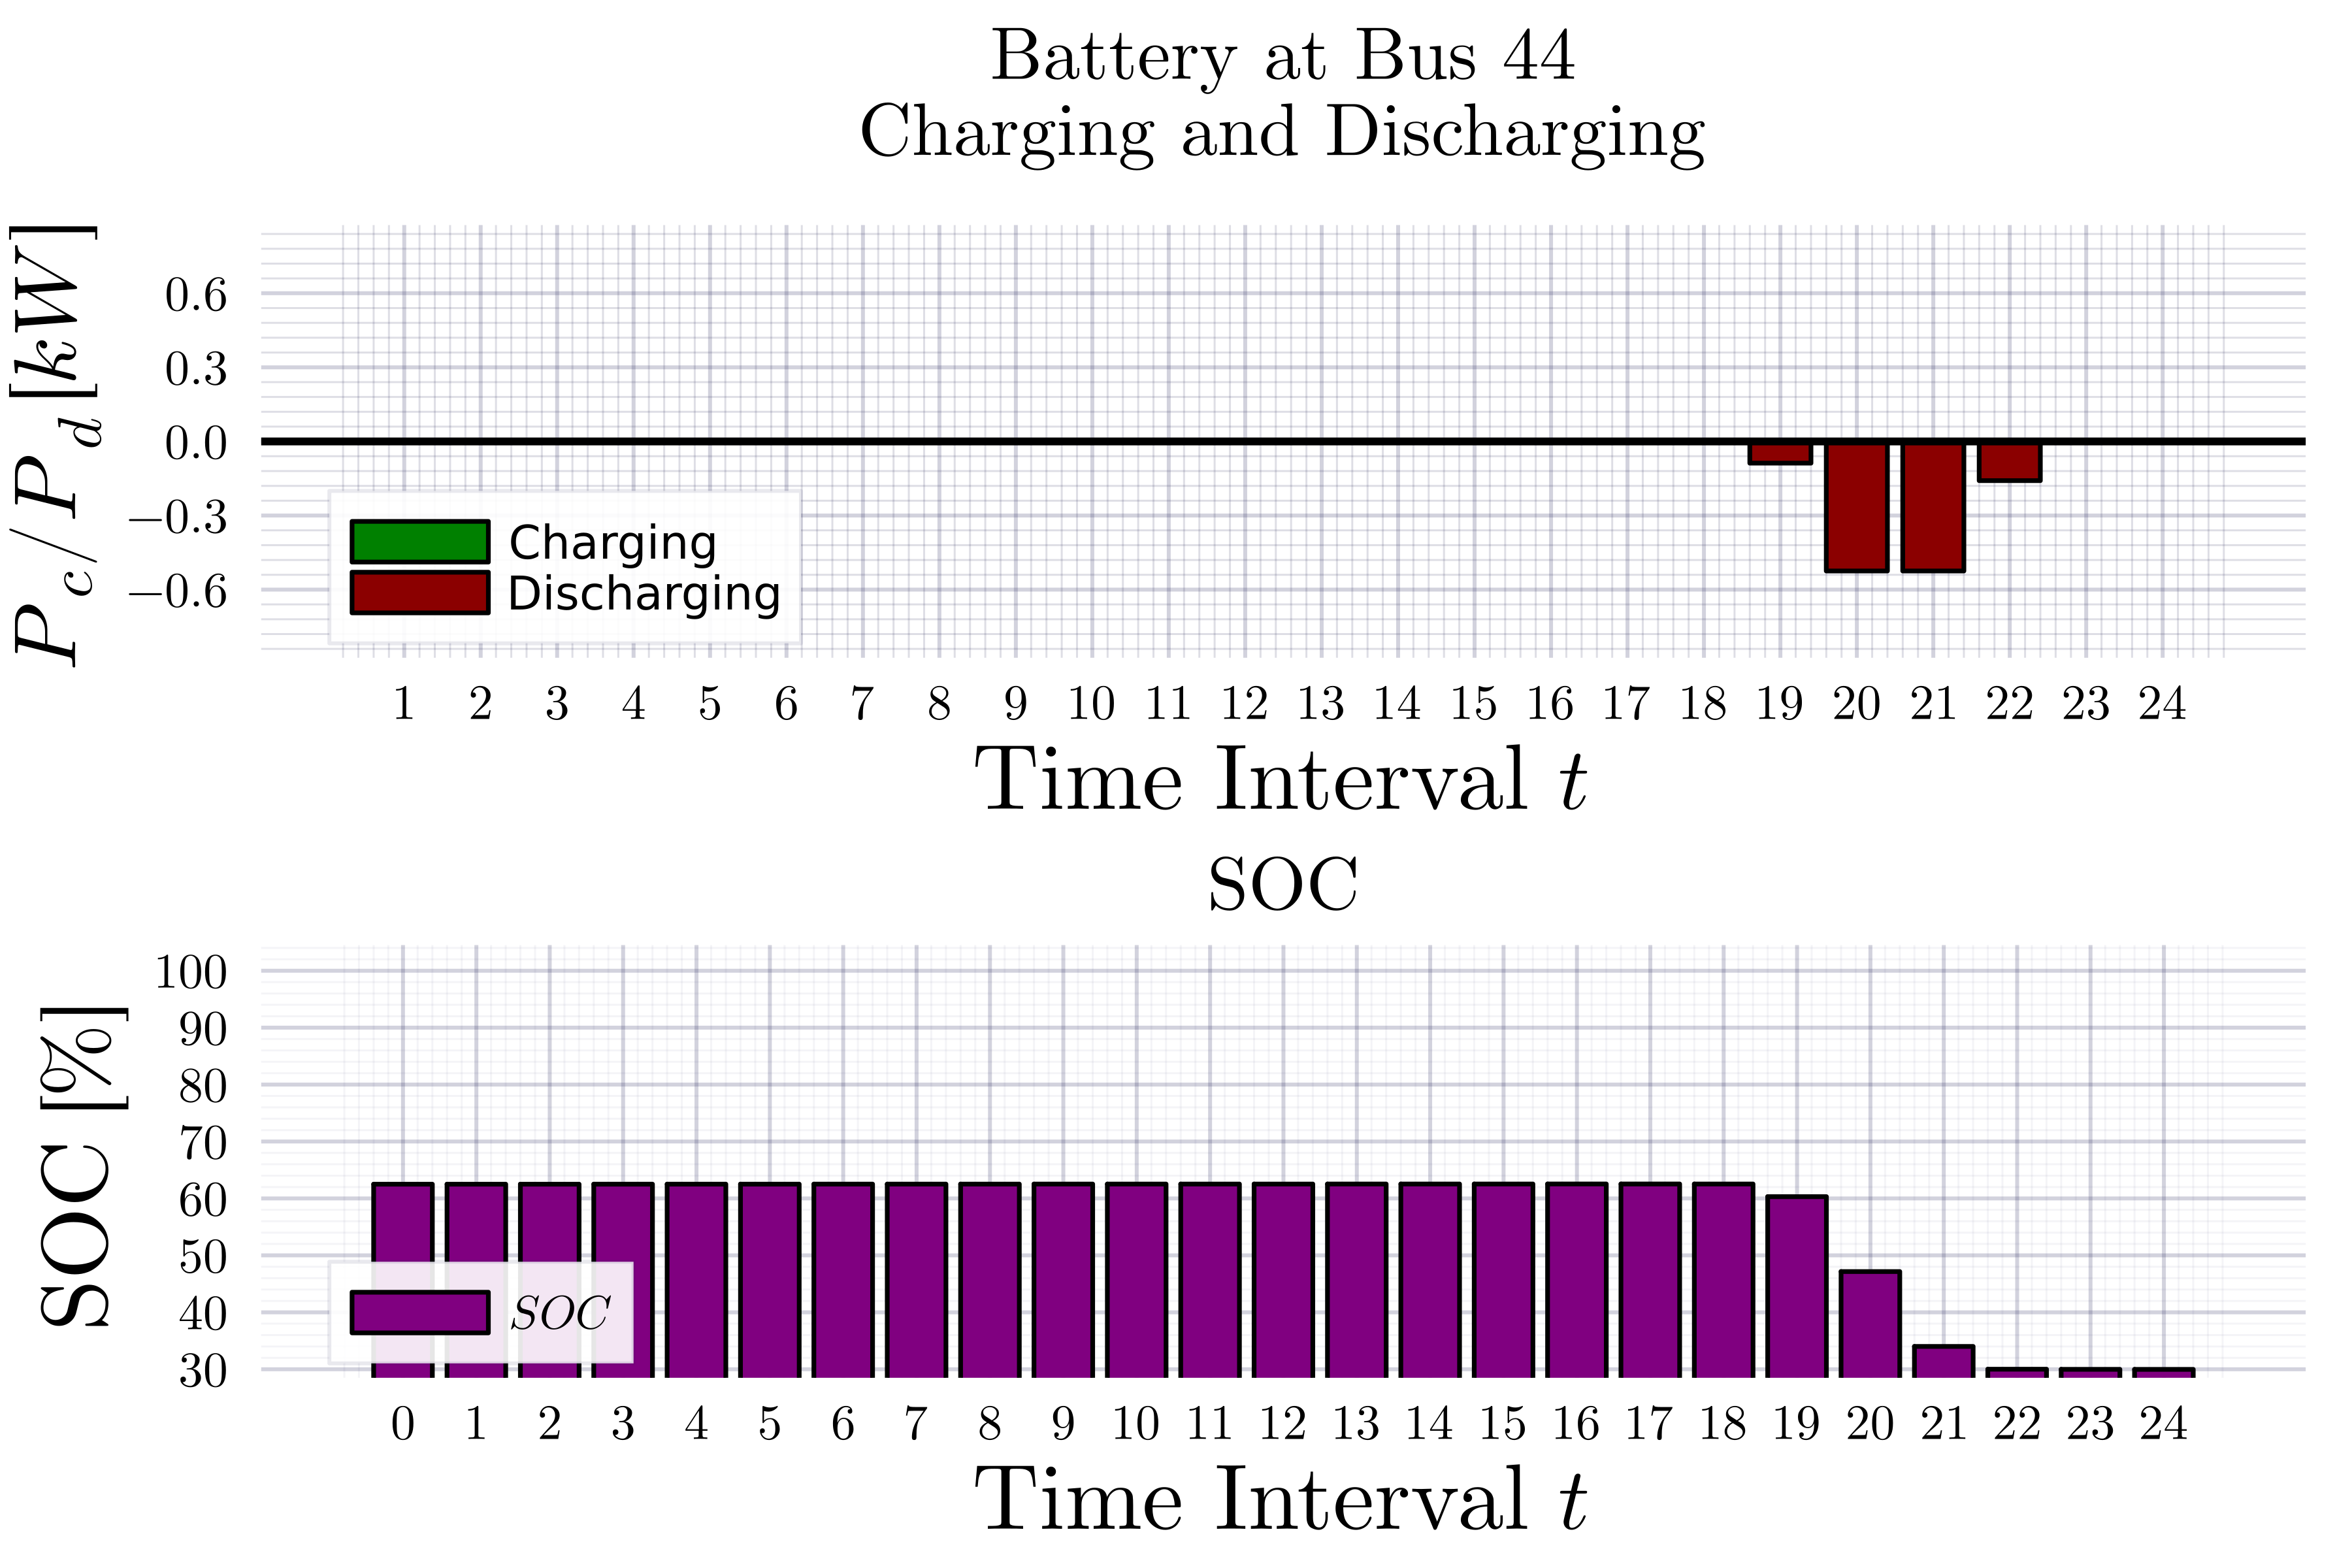 Battery at Bus 44
Charging and Discharging
P_c/P_d [kW]
0.6
0.3
0.0
−0.3
−0.6
Charging
Discharging
1 2 3 4 5 6 7 8 9 10 11 12 13 14 15 16 17 18 19 20 21 22 23 24
Time Interval t
SOC
SOC [%]
100
90
80
70
60
50
40
30
SOC
0 1 2 3 4 5 6 7 8 9 10 11 12 13 14 15 16 17 18 19 20 21 22 23 24
Time Interval t